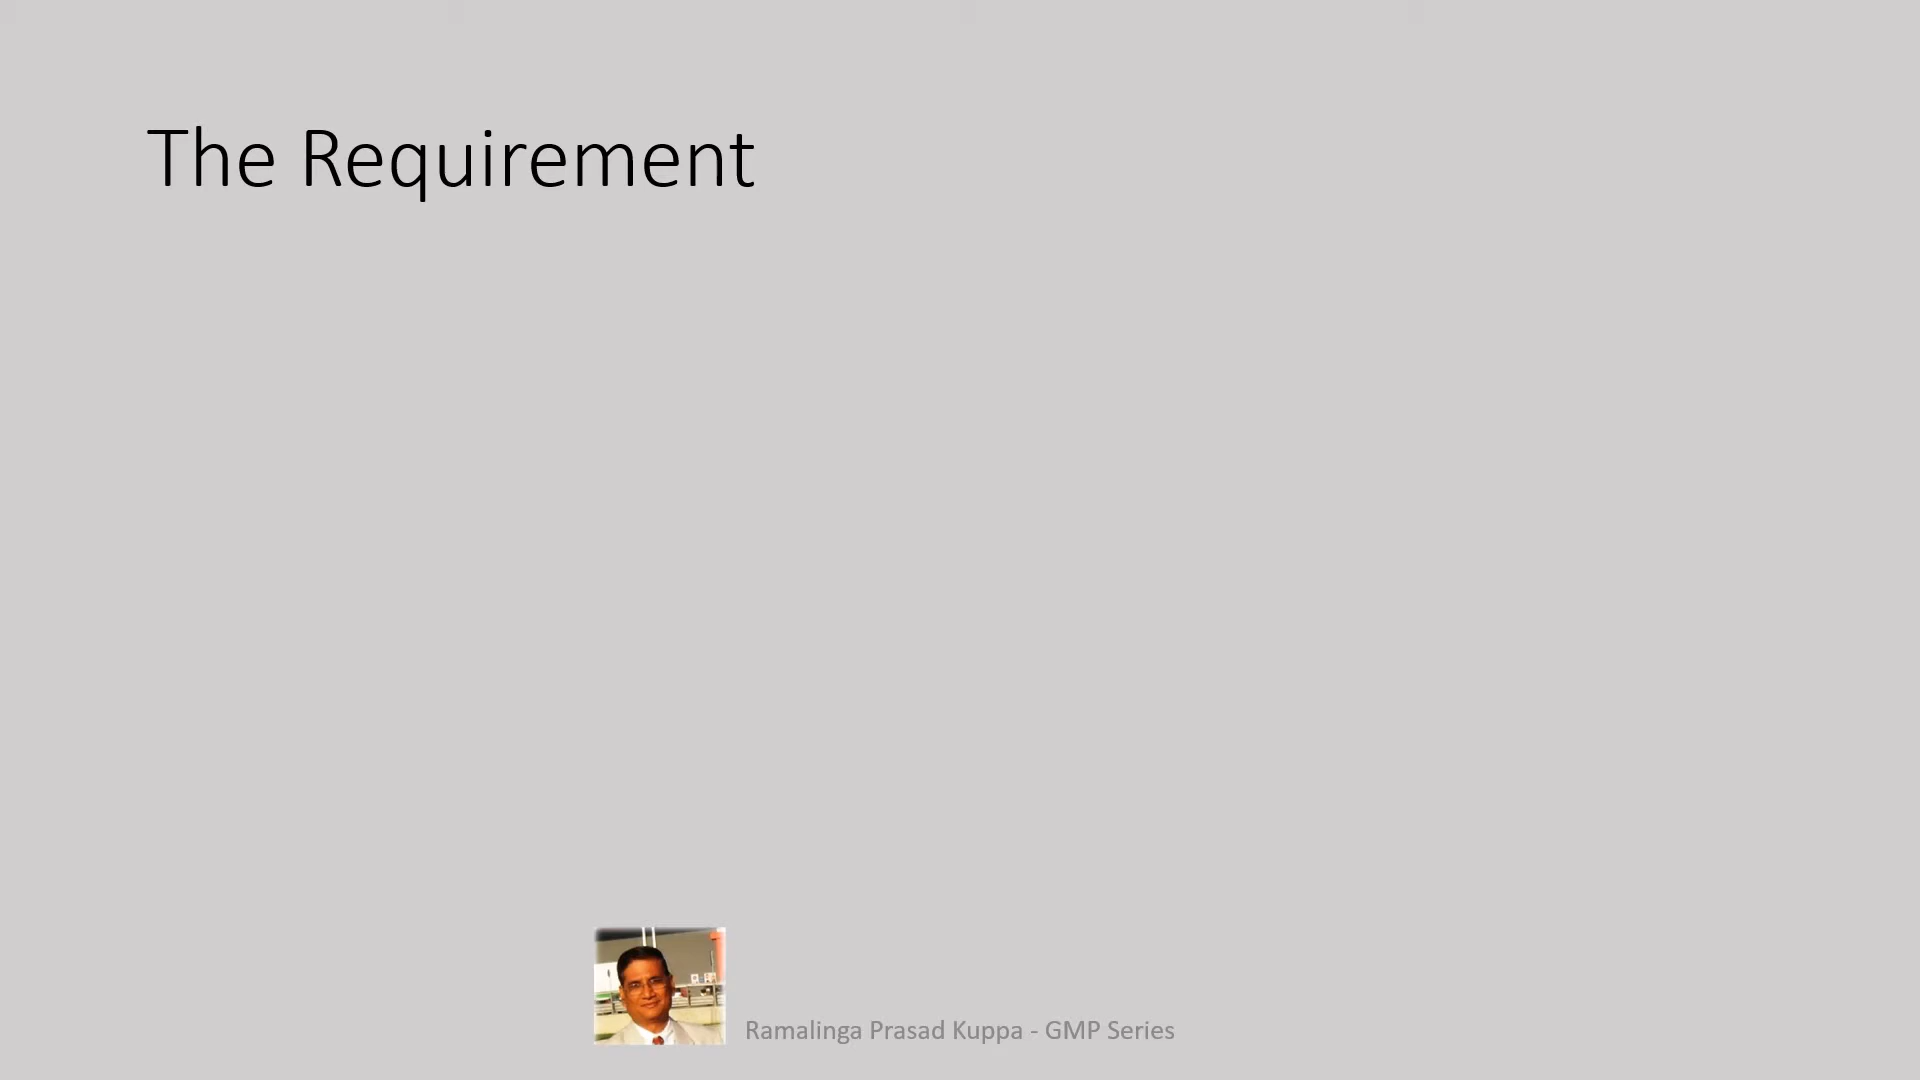 The Requirement
Ramalinga Prasad Kuppa - GMP Series